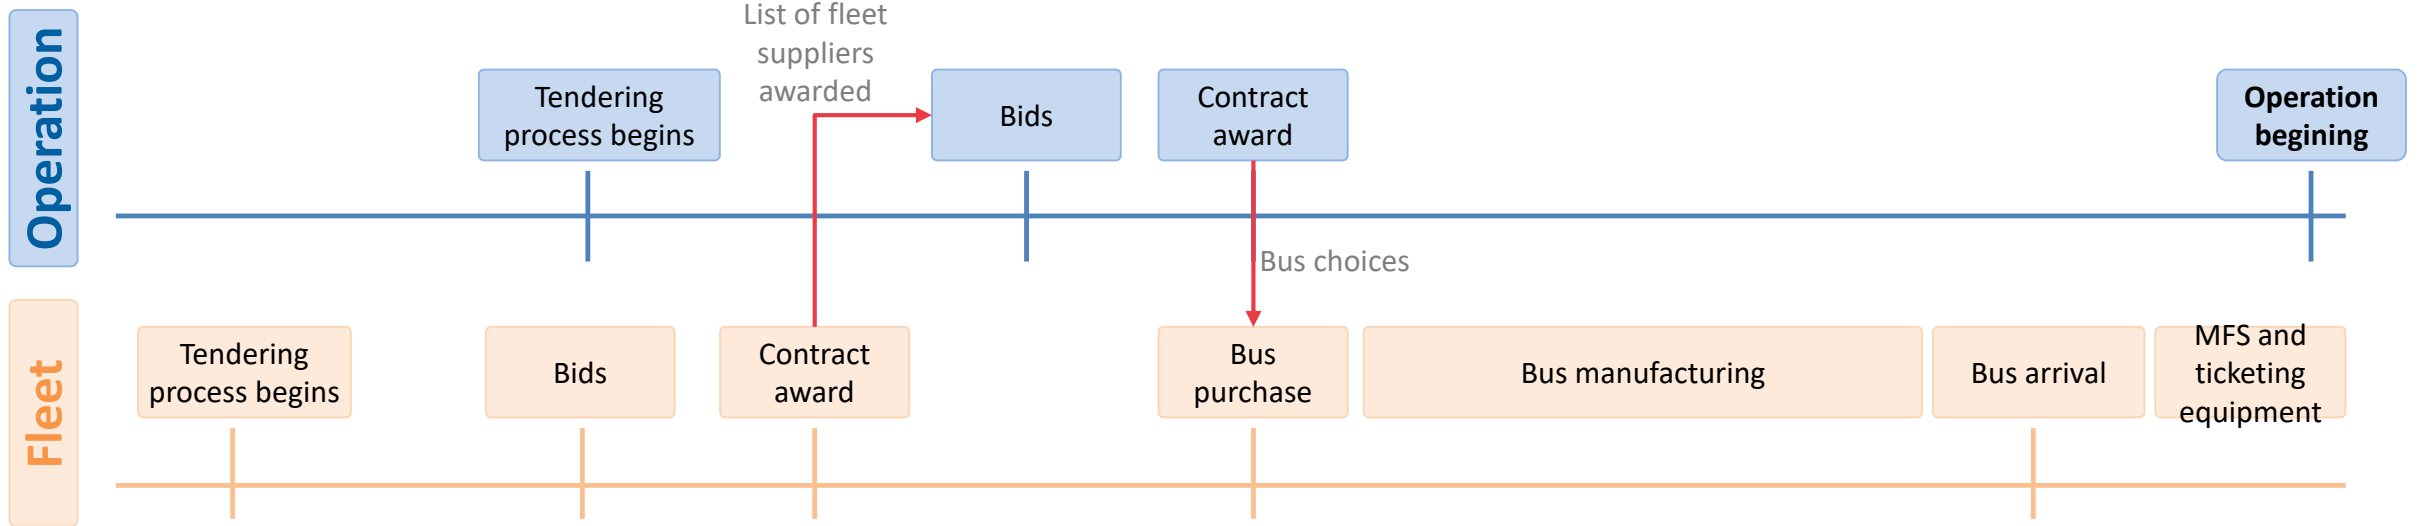 Operation
List of fleet
suppliers
awarded
Tendering
process begins
Bids
Contract
award
Operation
begining
Bus choices
Fleet
Tendering
process begins
Bids
Contract
award
Bus
purchase
Bus manufacturing
Bus arrival
MFS and
ticketing
equipment